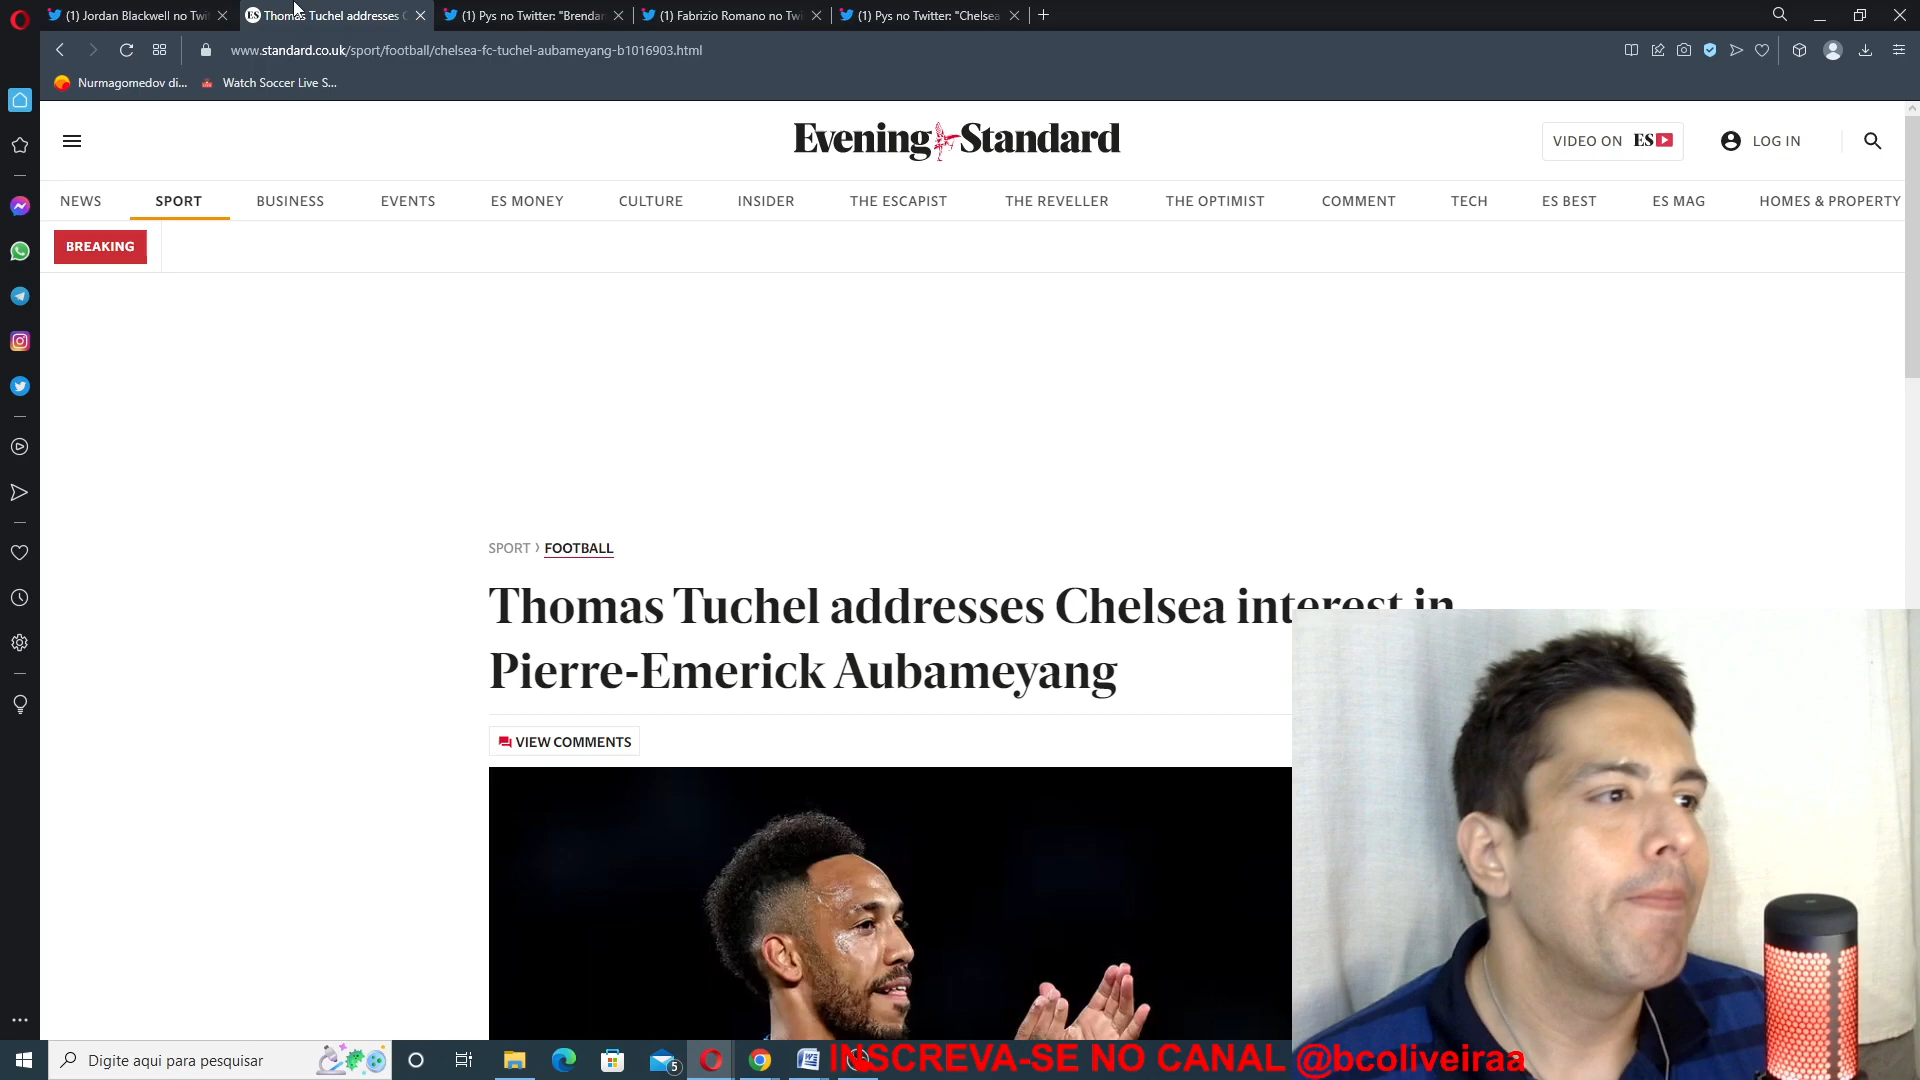 (1) Jordan Blackwell no Twi
Thomas Tuchel addresses C
(1) Pys no Twitter: "Brendan
(1) Fabrizio Romano no Twi
(1) Pys no Twitter: "Chelsea
www.standard.co.uk/sport/football/chelsea-fc-tuchel-aubameyang-b1016903.html
Nurmagomedov di...
Watch Soccer Live S...
Evening Standard
VIDEO ON ES
LOG IN
NEWS
SPORT
BUSINESS
EVENTS
ES MONEY
CULTURE
INSIDER
THE ESCAPIST
THE REVELLER
THE OPTIMIST
COMMENT
TECH
ES BEST
ES MAG
HOMES & PROPERTY
BREAKING
SPORT › FOOTBALL
Thomas Tuchel addresses Chelsea interest in
Pierre-Emerick Aubameyang
VIEW COMMENTS
Digite aqui para pesquisar
5
INSCREVA-SE NO CANAL @bcoliveiraa